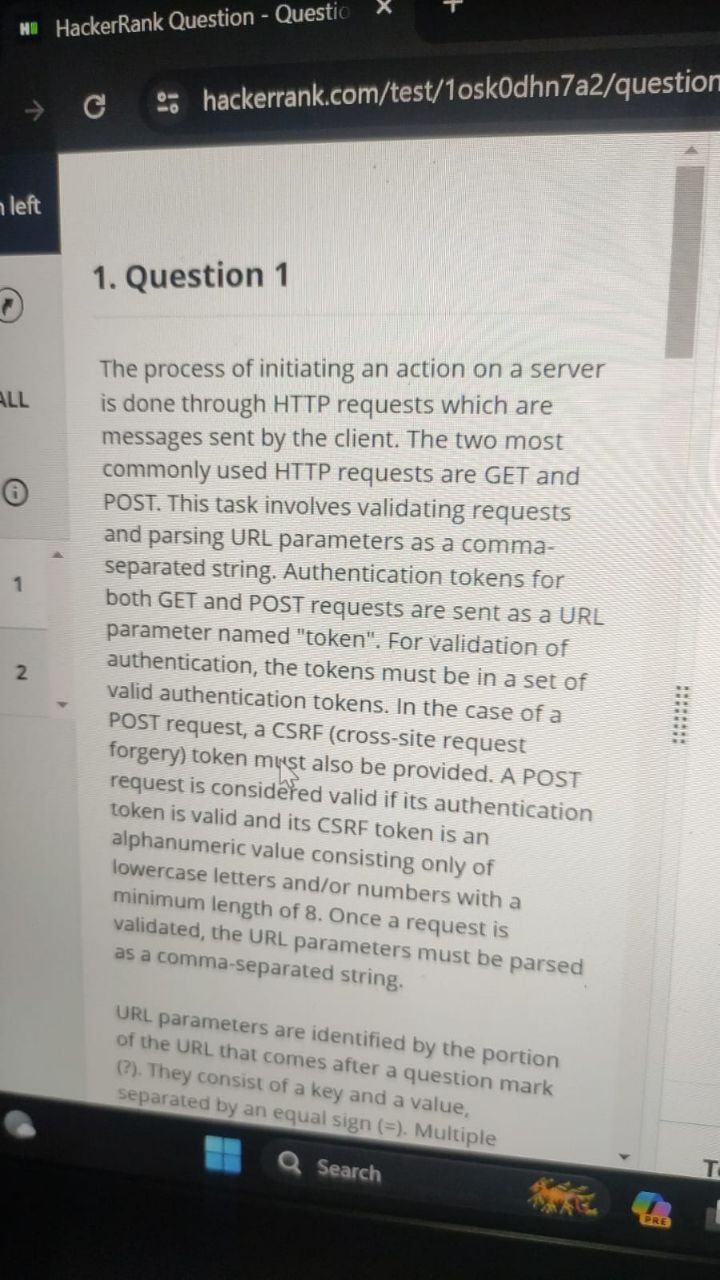 HackerRank Question - Questio
hackerrank.com/test/1osk0dhn7a2/question
left
1. Question 1
The process of initiating an action on a server
is done through HTTP requests which are
messages sent by the client. The two most
commonly used HTTP requests are GET and
POST. This task involves validating requests
and parsing URL parameters as a comma-
separated string. Authentication tokens for
both GET and POST requests are sent as a URL
parameter named "token". For validation of
authentication, the tokens must be in a set of
valid authentication tokens. In the case of a
POST request, a CSRF (cross-site request
forgery) token must also be provided. A POST
request is considered valid if its authentication
token is valid and its CSRF token is an
alphanumeric value consisting only of
lowercase letters and/or numbers with a
minimum length of 8. Once a request is
validated, the URL parameters must be parsed
as a comma-separated string.
URL parameters are identified by the portion
of the URL that comes after a question mark
(?). They consist of a key and a value,
separated by an equal sign (=). Multiple
ALL
1
2
Search
PRE